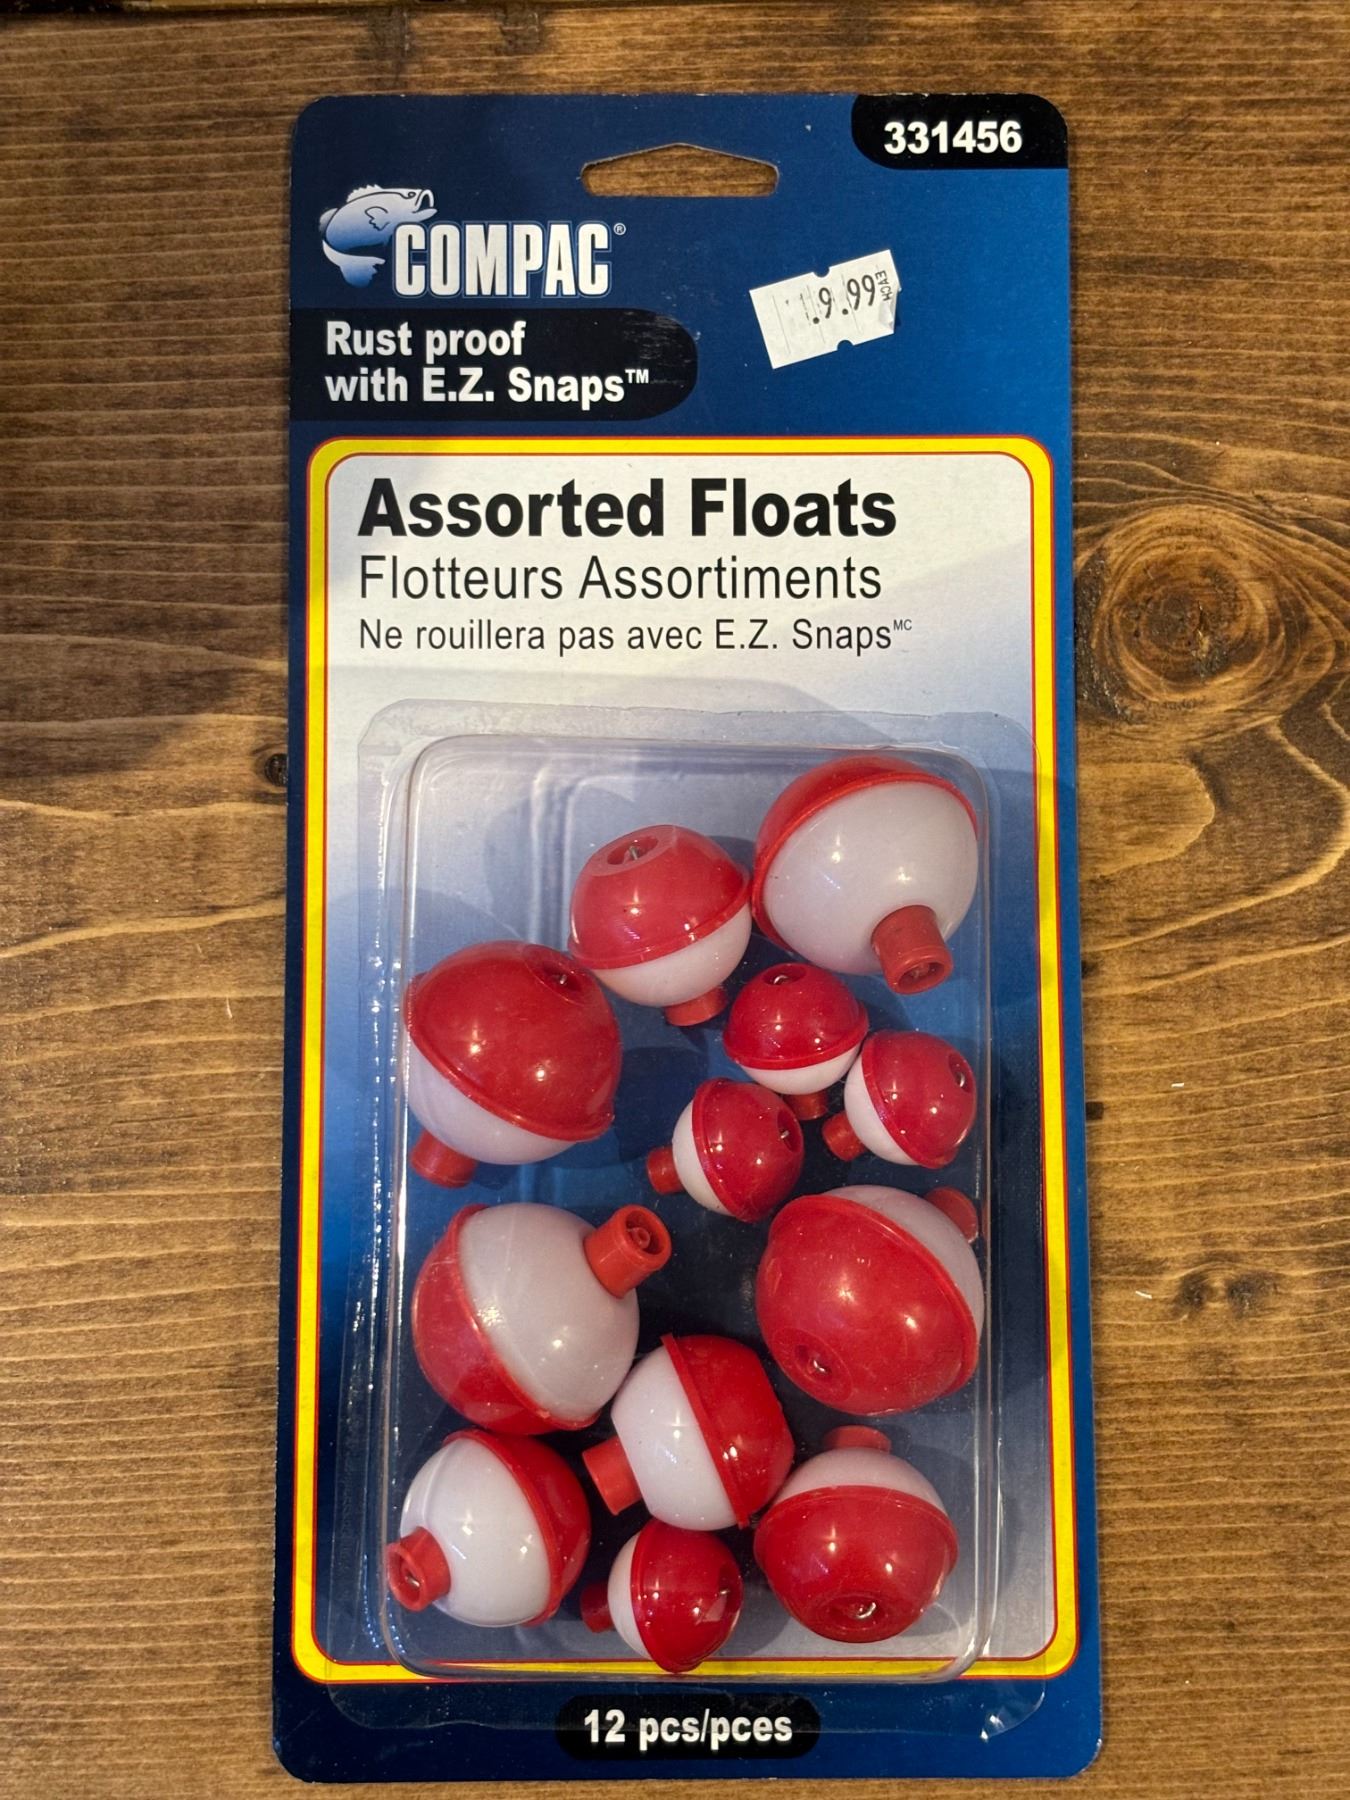 331456
COMPAC®
9.99 EACH
Rust proof
with E.Z. Snaps™
Assorted Floats
Flotteurs Assortiments
Ne rouillera pas avec E.Z. Snaps MC
12 pcs/pces